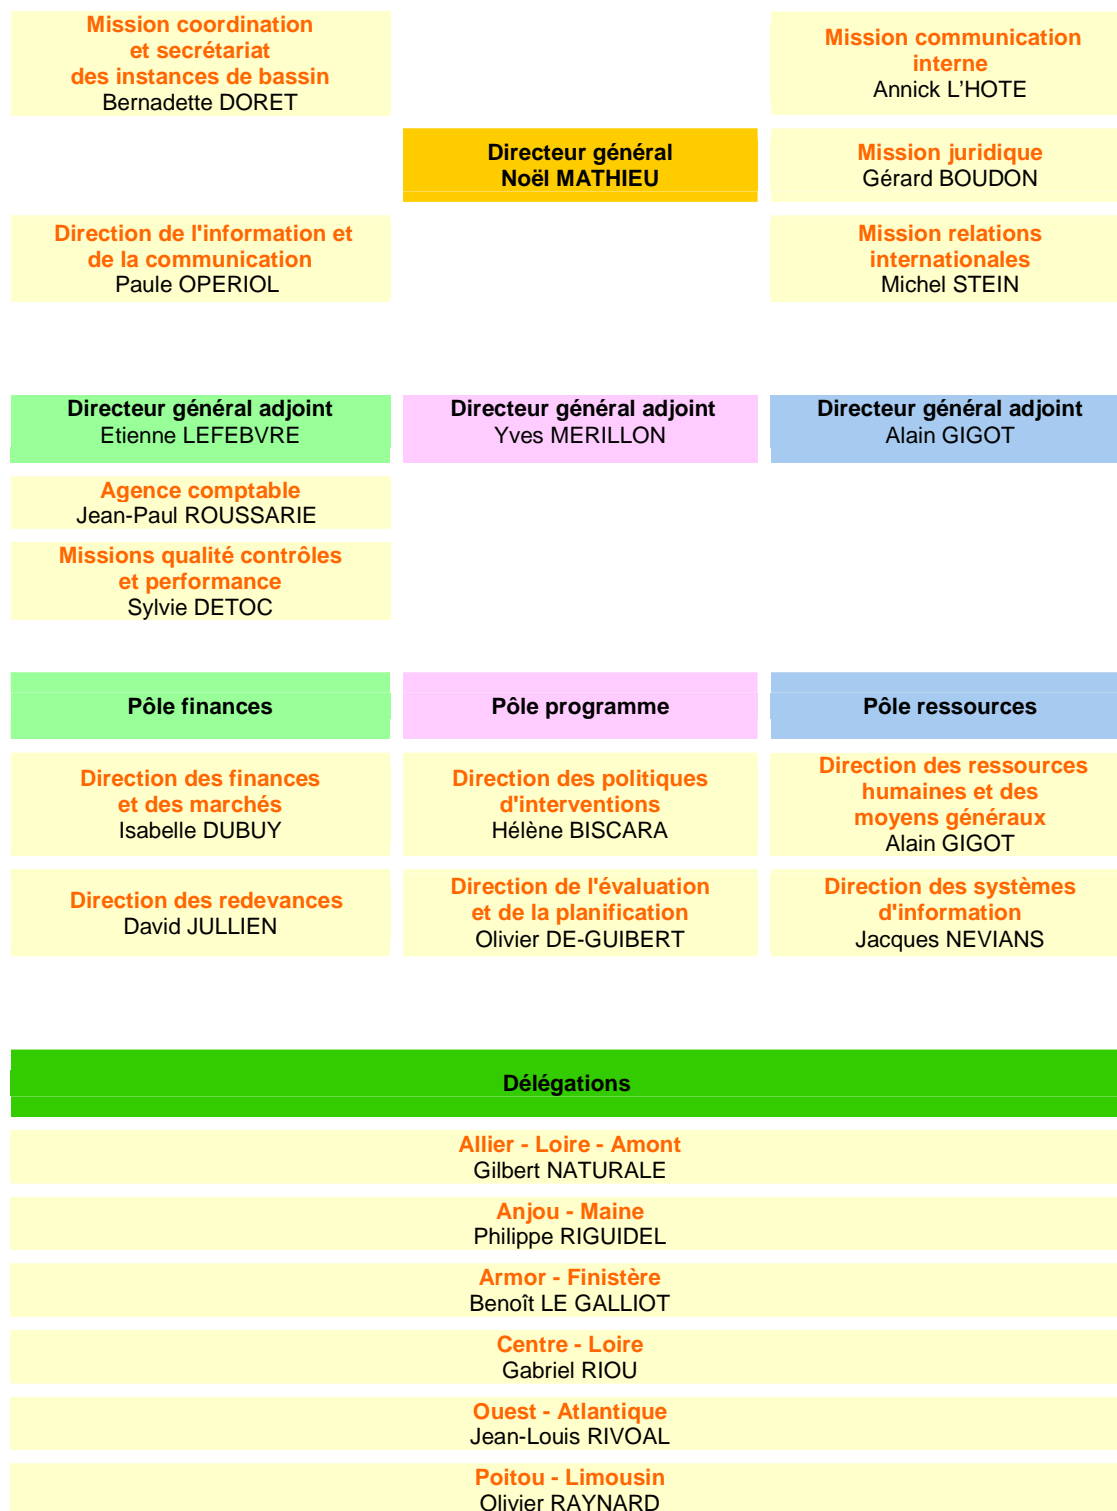 Mission coordination
et secrétariat
des instances de bassin
Bernadette DORET
Mission communication
interne
Annick L'HOTE
Directeur général
Noël MATHIEU
Mission juridique
Gérard BOUDON
Direction de l'information et
de la communication
Paule OPERIOL
Mission relations
internationales
Michel STEIN
Directeur général adjoint
Etienne LEFEBVRE
Directeur général adjoint
Yves MERILLON
Directeur général adjoint
Alain GIGOT
Agence comptable
Jean-Paul ROUSSARIE
Missions qualité contrôles
et performance
Sylvie DETOC
Pôle finances
Pôle programme
Pôle ressources
Direction des finances
et des marchés
Isabelle DUBUY
Direction des politiques
d'interventions
Hélène BISCARA
Direction des ressources
humaines et des
moyens généraux
Alain GIGOT
Direction des redevances
David JULLIEN
Direction de l'évaluation
et de la planification
Olivier DE-GUIBERT
Direction des systèmes
d'information
Jacques NEVIANS
Délégations
Allier - Loire - Amont
Gilbert NATURALE
Anjou - Maine
Philippe RIGUIDEL
Armor - Finistère
Benoît LE GALLIOT
Centre - Loire
Gabriel RIOU
Ouest - Atlantique
Jean-Louis RIVOAL
Poitou - Limousin
Olivier RAYNARD